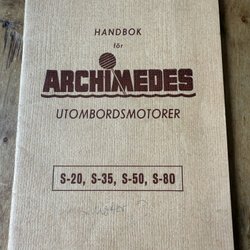 HANDBOK
för
ARCHIMEDES
UTOMBORDSMOTORER
S-20, S-35, S-50, S-80